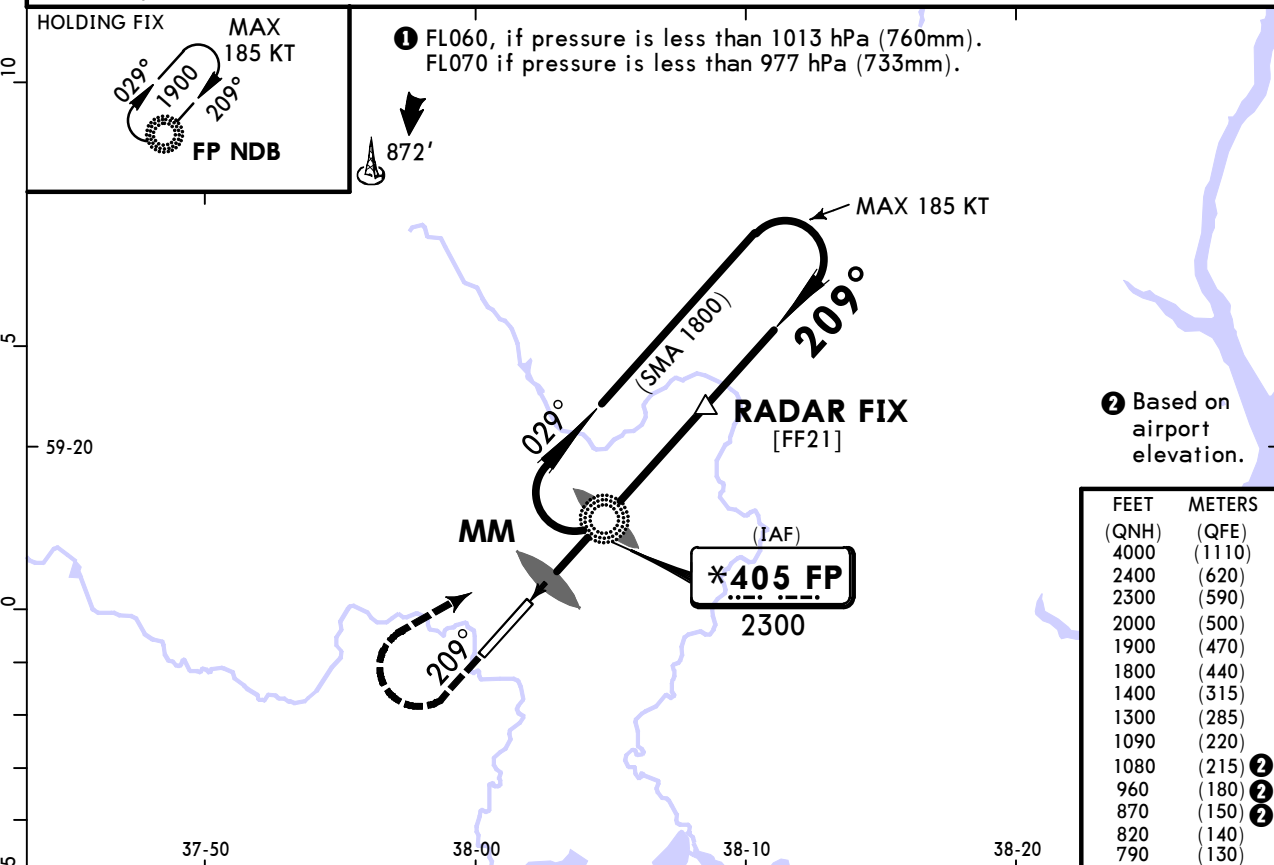 HOLDING FIX
MAX
185 KT
029°
1900
209°
FP NDB
❶ FL060, if pressure is less than 1013 hPa (760mm).
FL070 if pressure is less than 977 hPa (733mm).
872'
10
5
0
5
MAX 185 KT
209°
(SMA 1800)
029°
RADAR FIX
[FF21]
59-20
MM
(IAF)
*405 FP
2300
209°
❷ Based on
airport
elevation.
FEET METERS
(QNH) (QFE)
4000 (1110)
2400 (620)
2300 (590)
2000 (500)
1900 (470)
1800 (440)
1400 (315)
1300 (285)
1090 (220)
1080 (215) ❷
960 (180) ❷
870 (150) ❷
820 (140)
790 (130)
37-50 38-00 38-10 38-20